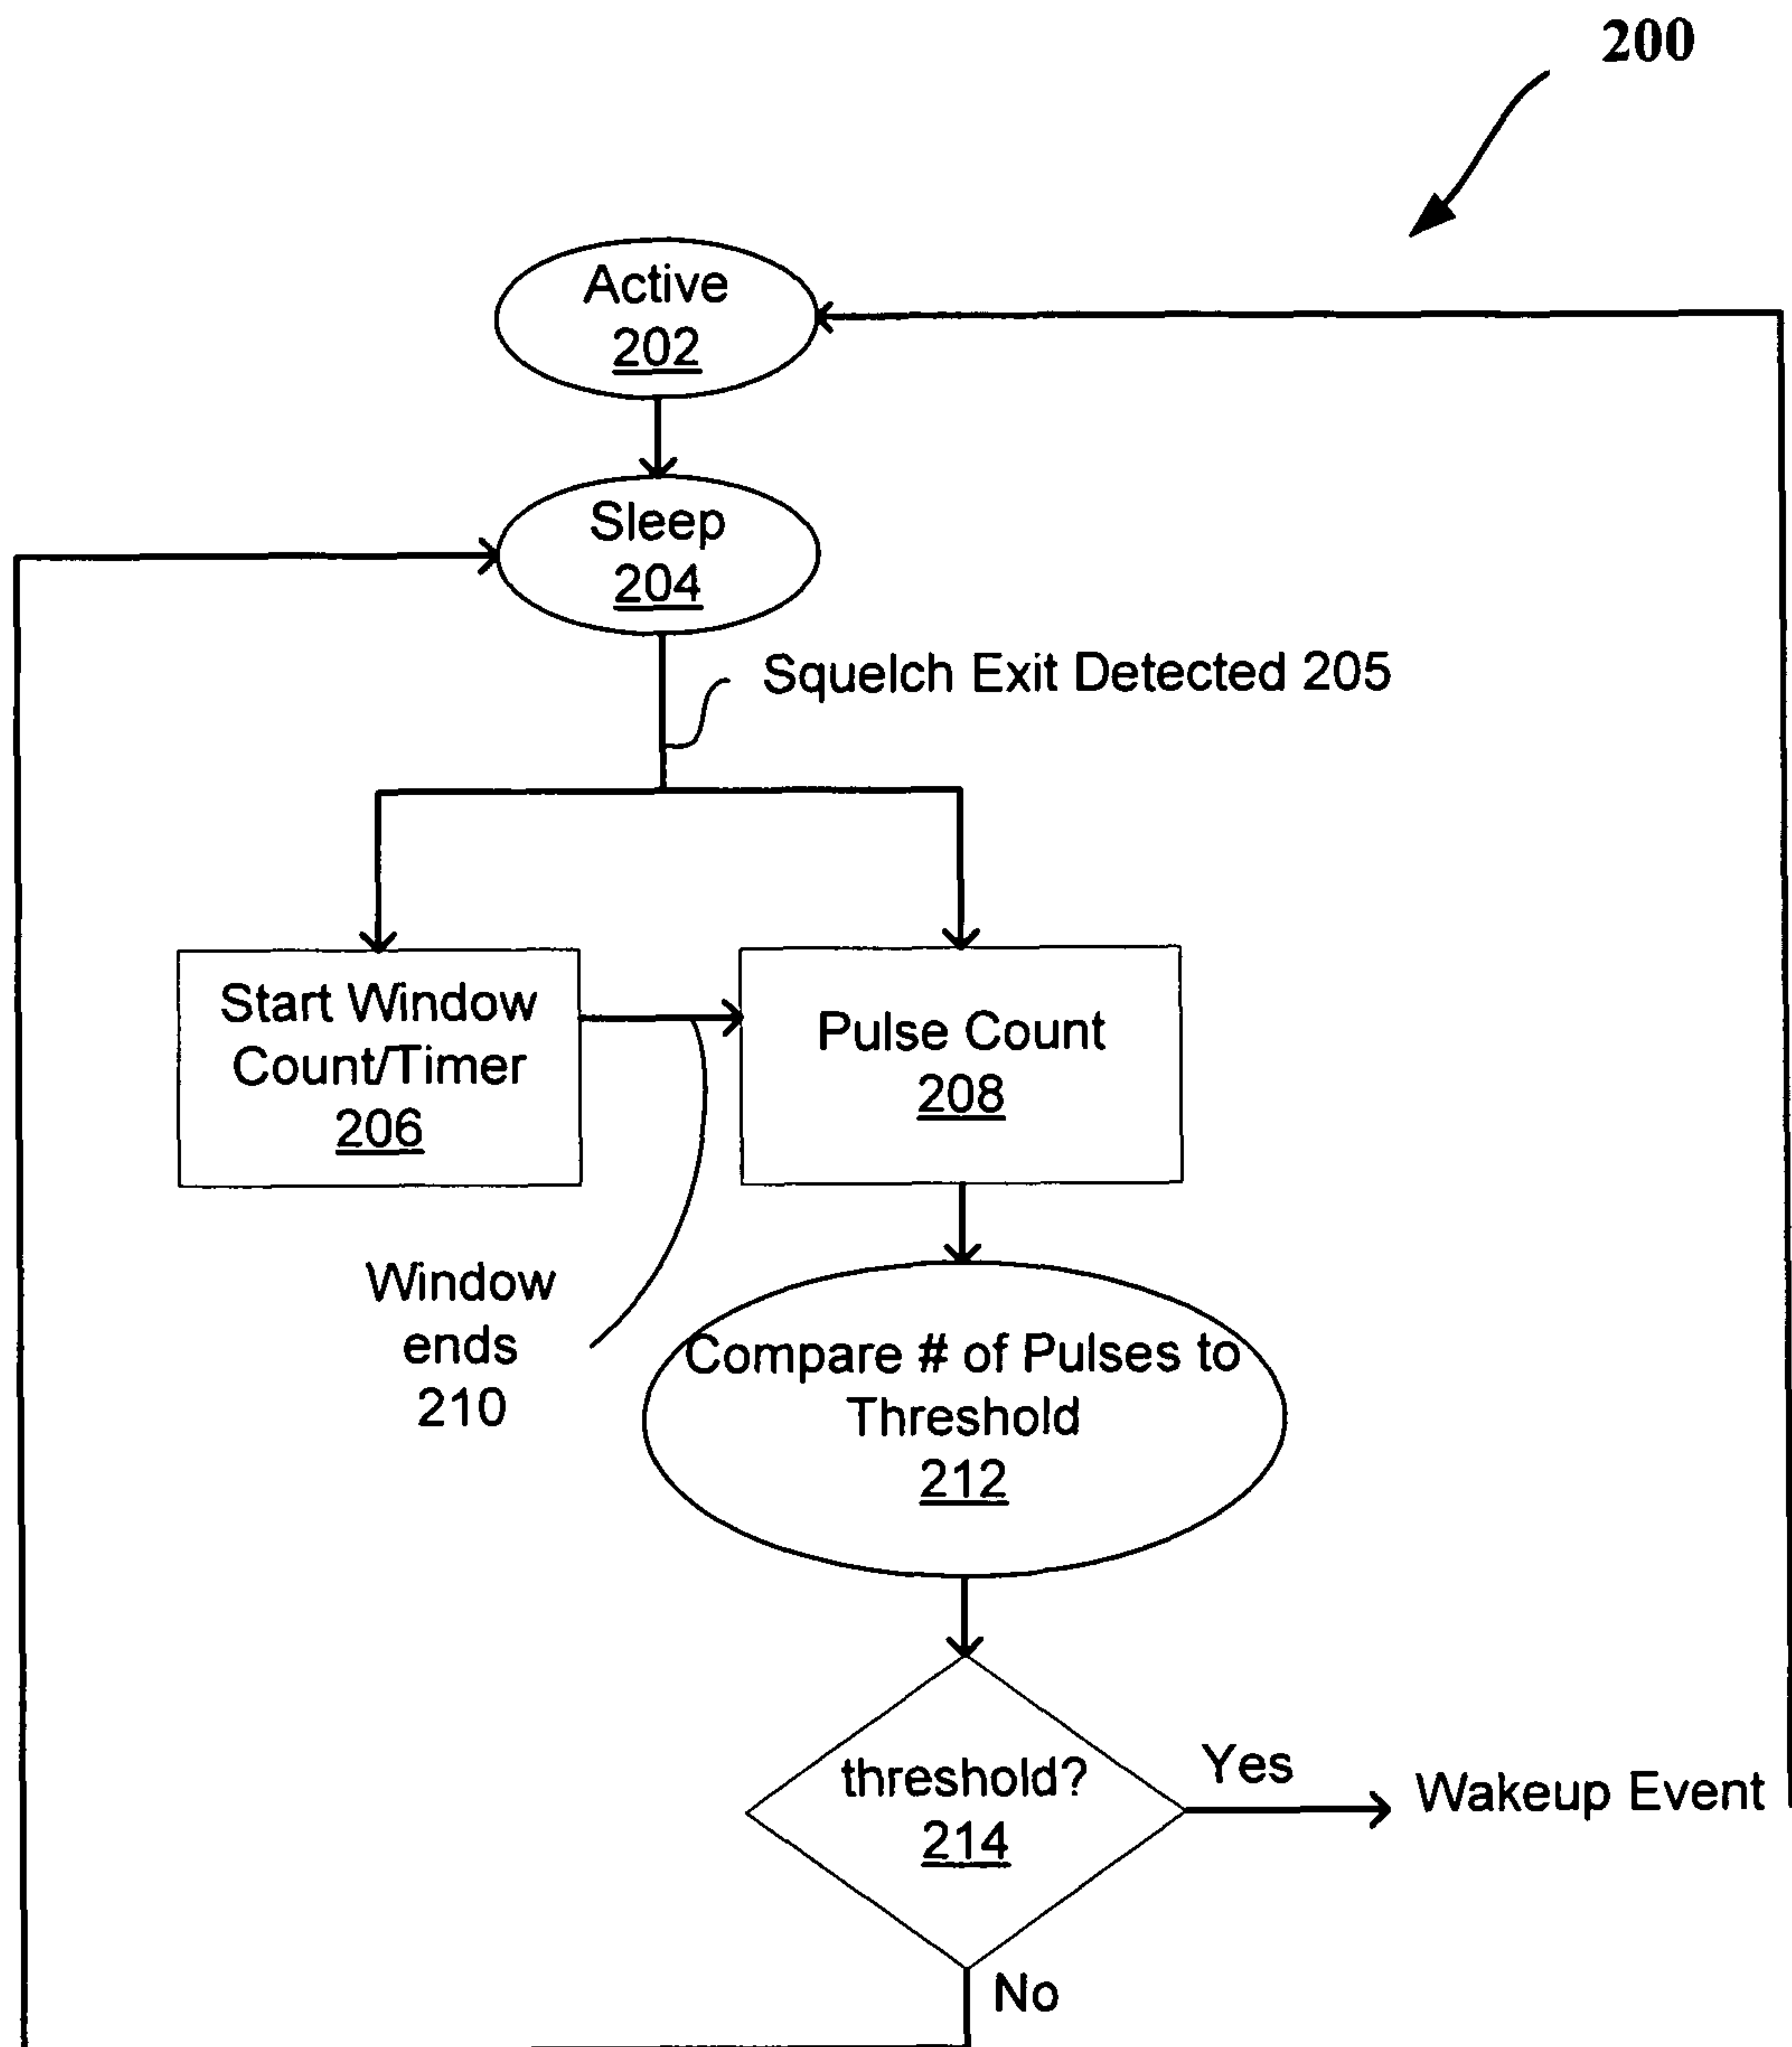 200
Active
202
Sleep
204
Squelch Exit Detected 205
Start Window
Count/Timer
206
Pulse Count
208
Window
ends
210
Compare # of Pulses to
Threshold
212
threshold?
214
Yes
Wakeup Event
No